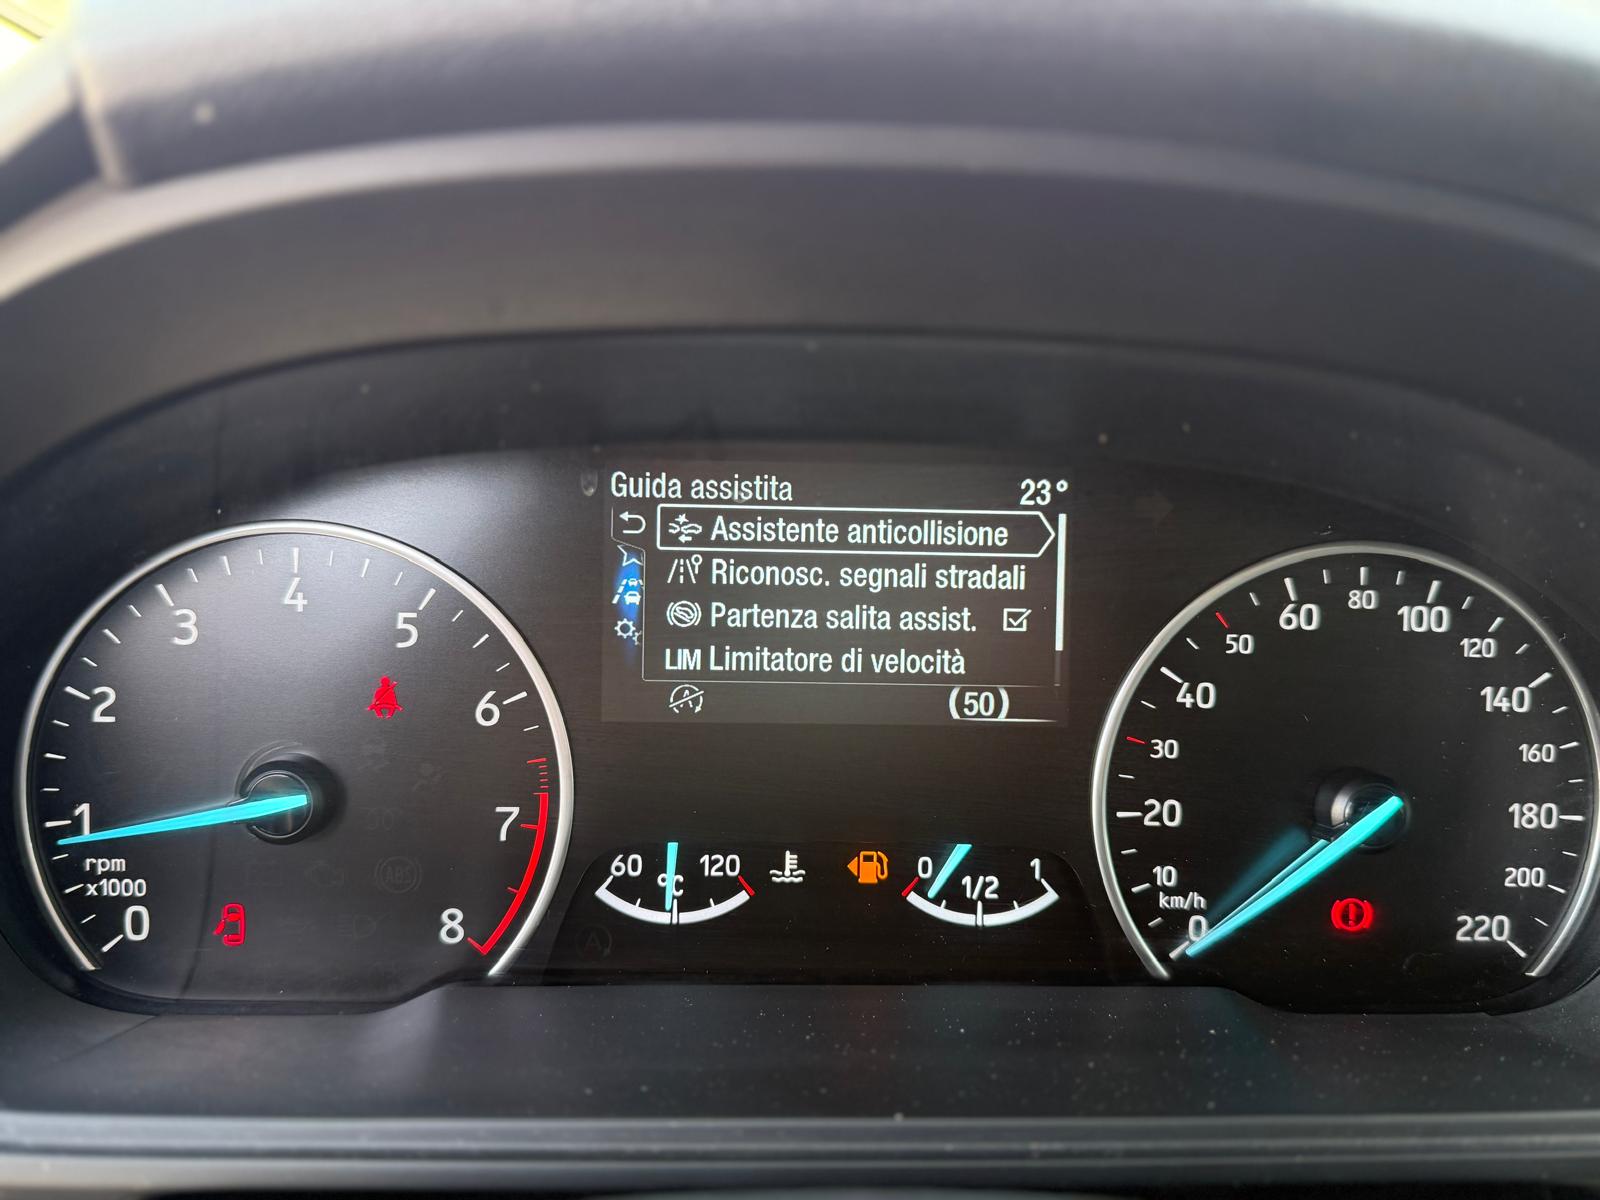 Guida assistita 23°
Assistente anticollisione
Riconosc. segnali stradali
Partenza salita assist.
LIM Limitatore di velocità
(50)
0 1 2 3 4 5 6 7 8
rpm
x1000
ABS
60 °C 120
0 1/2 1
A
0 10 20 30 40 50 60 80 100 120 140 160 180 200 220
km/h